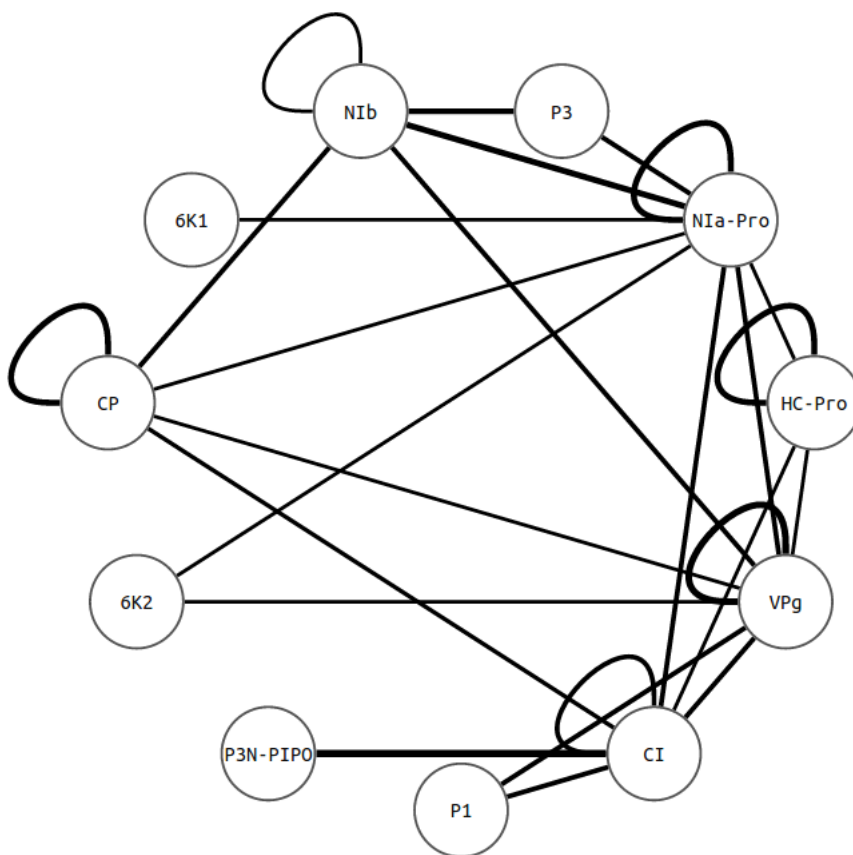 NIb
P3
6K1
NIa-Pro
CP
HC-Pro
6K2
VPg
P3N-PIPO
CI
P1